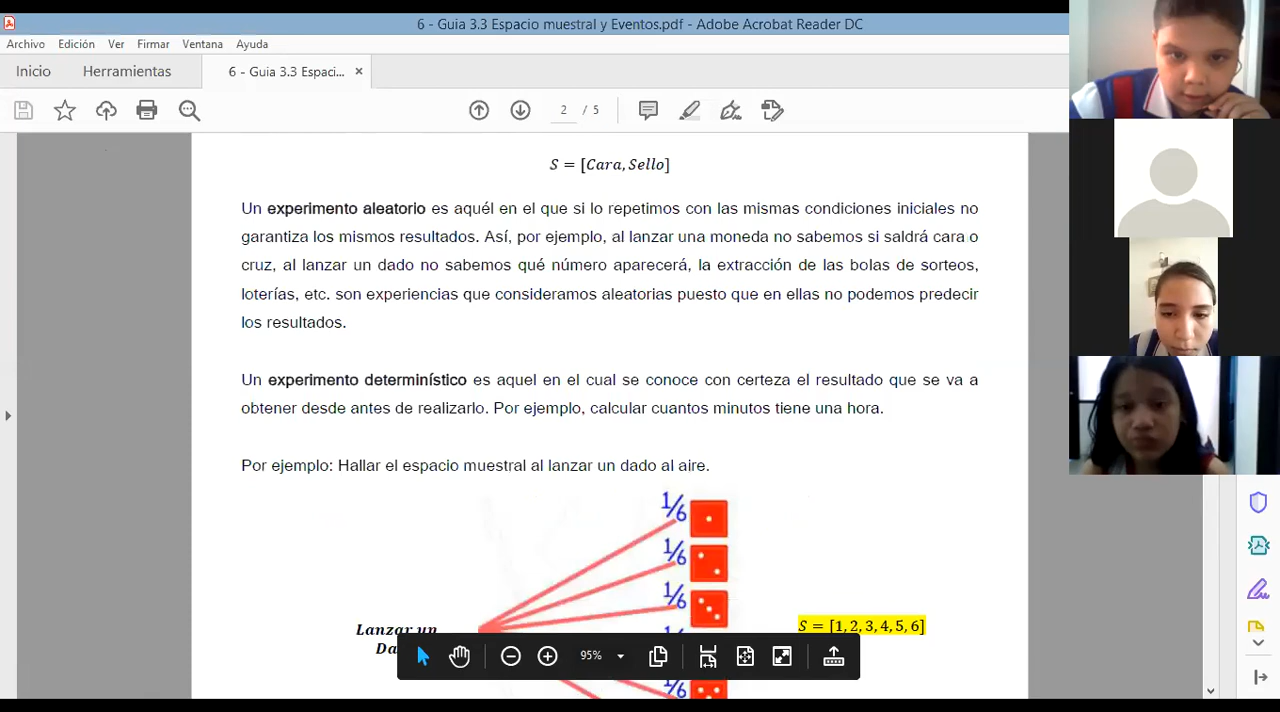 6 - Guia 3.3 Espacio muestral y Eventos.pdf - Adobe Acrobat Reader DC
Archivo Edición Ver Firmar Ventana Ayuda
Inicio Herramientas 6 - Guia 3.3 Espaci... ×
2 / 5
S = [Cara, Sello]
Un experimento aleatorio es aquél en el que si lo repetimos con las mismas condiciones iniciales no
garantiza los mismos resultados. Así, por ejemplo, al lanzar una moneda no sabemos si saldrá cara o
cruz, al lanzar un dado no sabemos qué número aparecerá, la extracción de las bolas de sorteos,
loterías, etc. son experiencias que consideramos aleatorias puesto que en ellas no podemos predecir
los resultados.
Un experimento determinístico es aquel en el cual se conoce con certeza el resultado que se va a
obtener desde antes de realizarlo. Por ejemplo, calcular cuantos minutos tiene una hora.
Por ejemplo: Hallar el espacio muestral al lanzar un dado al aire.
1/6
1/6
1/6
S = [1, 2, 3, 4, 5, 6]
Lanzar un
95%
1/6